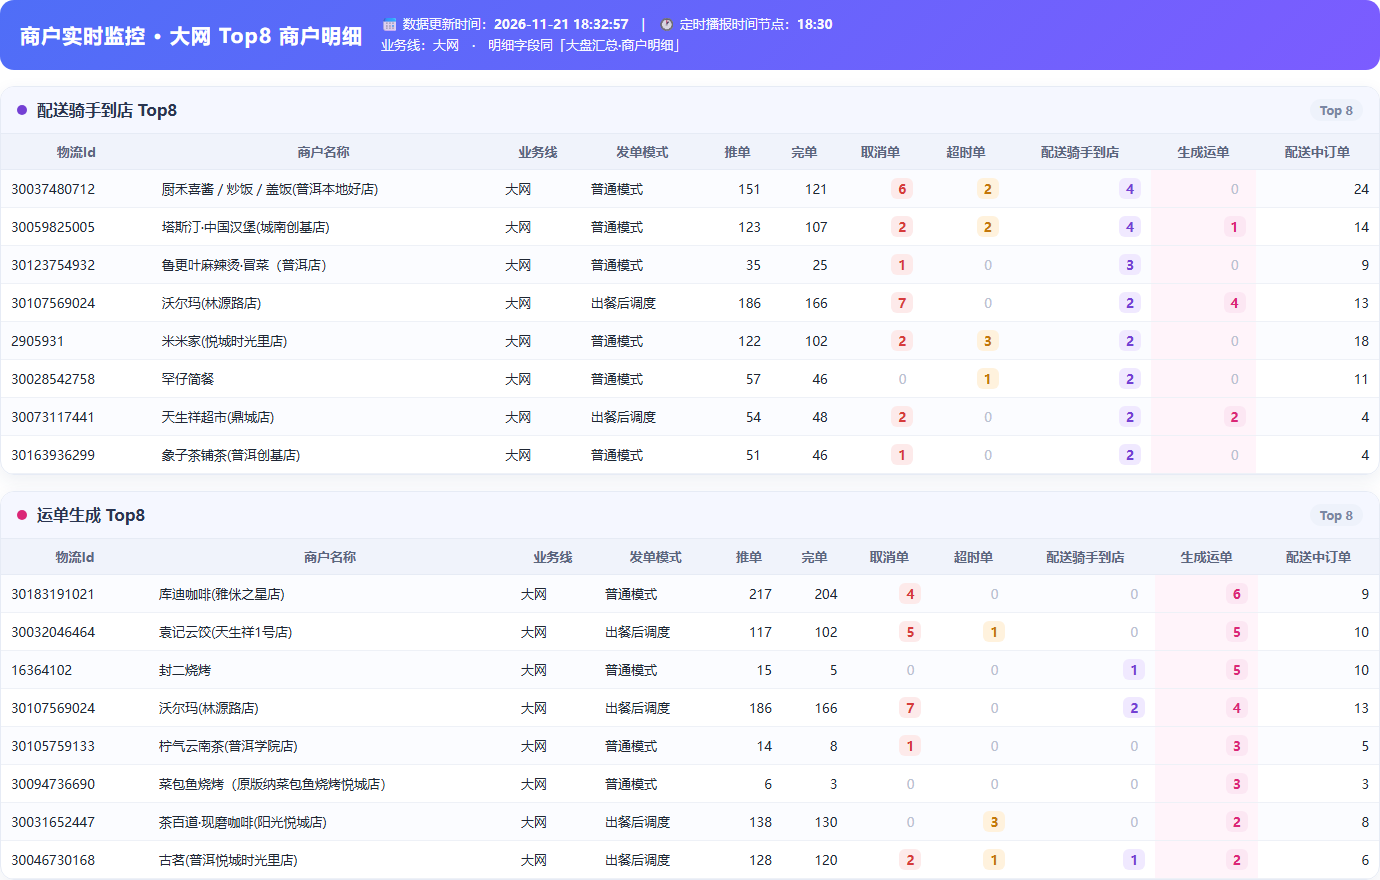 商户实时监控 · 大网 Top8 商户明细
数据更新时间：2026-11-21 18:32:57 | 定时播报时间节点：18:30
业务线：大网 · 明细字段同「大盘汇总·商户明细」
配送骑手到店 Top8 Top 8
物流Id 商户名称 业务线 发单模式 推单 完单 取消单 超时单 配送骑手到店 生成运单 配送中订单
30037480712 厨禾喜酱 / 炒饭 / 盖饭(普洱本地好店) 大网 普通模式 151 121 6 2 4 0 24
30059825005 塔斯汀·中国汉堡(城南创基店) 大网 普通模式 123 107 2 2 4 1 14
30123754932 鲁更叶麻辣烫·冒菜（普洱店） 大网 普通模式 35 25 1 0 3 0 9
30107569024 沃尔玛(林源路店) 大网 出餐后调度 186 166 7 0 2 4 13
2905931 米米家(悦城时光里店) 大网 普通模式 122 102 2 3 2 0 18
30028542758 罕仔简餐 大网 普通模式 57 46 0 1 2 0 11
30073117441 天生祥超市(鼎城店) 大网 出餐后调度 54 48 2 0 2 2 4
30163936299 象子茶铺茶(普洱创基店) 大网 普通模式 51 46 1 0 2 0 4
运单生成 Top8 Top 8
物流Id 商户名称 业务线 发单模式 推单 完单 取消单 超时单 配送骑手到店 生成运单 配送中订单
30183191021 库迪咖啡(雅俫之星店) 大网 普通模式 217 204 4 0 0 6 9
30032046464 袁记云饺(天生祥1号店) 大网 出餐后调度 117 102 5 1 0 5 10
16364102 封二烧烤 大网 普通模式 15 5 0 0 1 5 10
30107569024 沃尔玛(林源路店) 大网 出餐后调度 186 166 7 0 2 4 13
30105759133 柠气云南茶(普洱学院店) 大网 普通模式 14 8 1 0 0 3 5
30094736690 菜包鱼烧烤（原版纳菜包鱼烧烤悦城店） 大网 普通模式 6 3 0 0 0 3 3
30031652447 茶百道·现磨咖啡(阳光悦城店) 大网 出餐后调度 138 130 0 3 0 2 8
30046730168 古茗(普洱悦城时光里店) 大网 出餐后调度 128 120 2 1 1 2 6